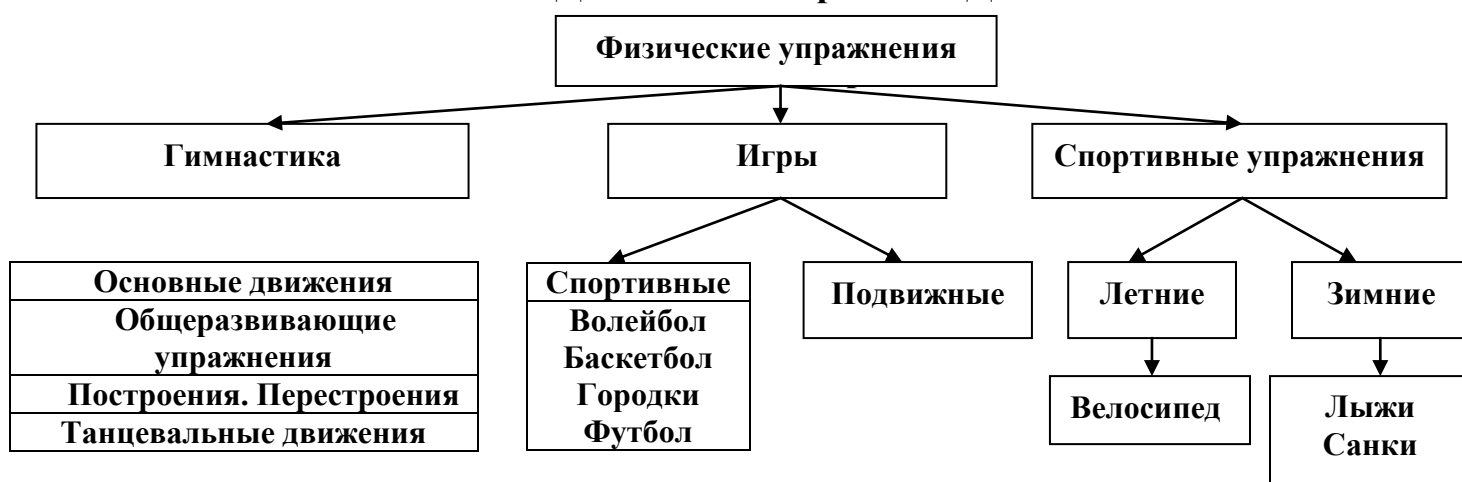 Физические упражнения
Гимнастика
Игры
Спортивные упражнения
Основные движения
Общеразвивающие
упражнения
Построения. Перестроения
Танцевальные движения
Спортивные
Волейбол
Баскетбол
Городки
Футбол
Подвижные
Летние
Зимние
Велосипед
Лыжи
Санки